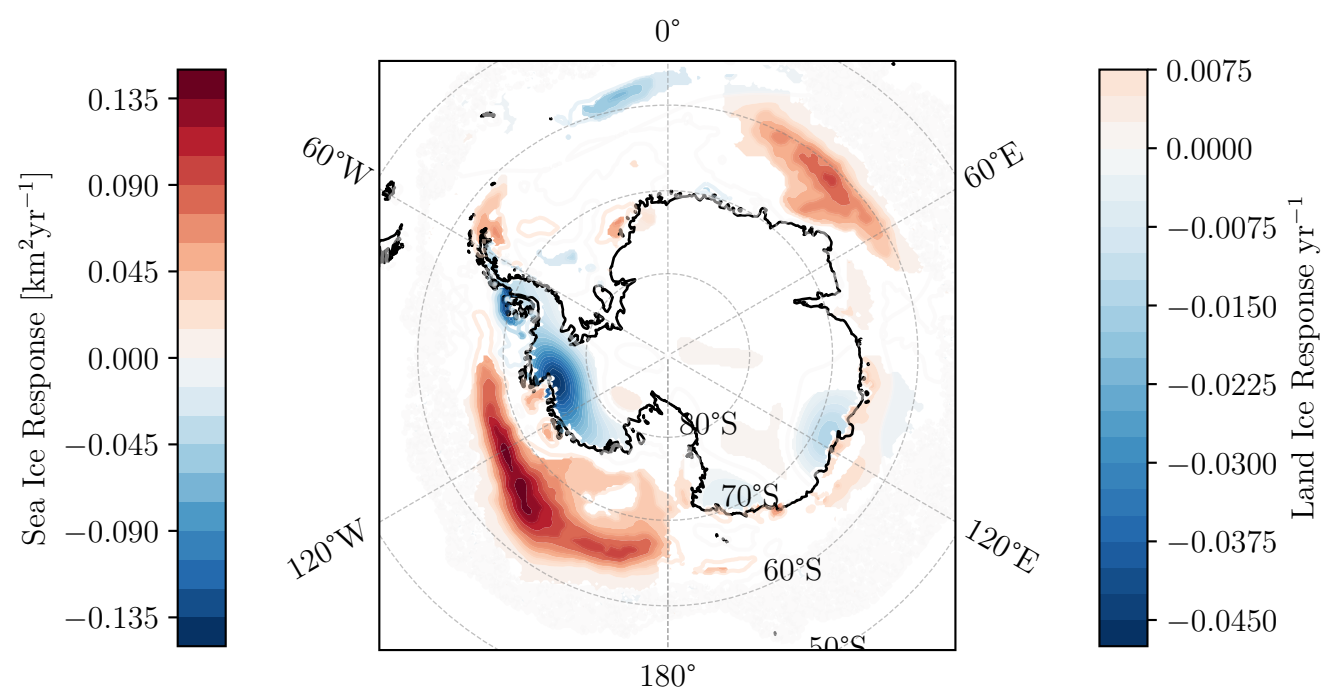 0°
60°W
60°E
120°W
120°E
180°
80°S
70°S
60°S
50°S
Sea Ice Response [km²yr⁻¹]
0.135
0.090
0.045
0.000
−0.045
−0.090
−0.135
Land Ice Response yr⁻¹
0.0075
0.0000
−0.0075
−0.0150
−0.0225
−0.0300
−0.0375
−0.0450